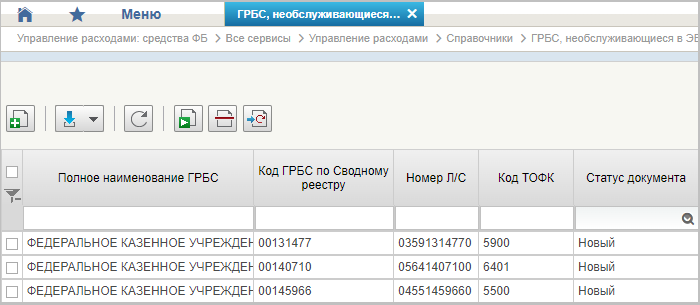 Меню
ГРБС, необслуживающиеся...
Управление расходами: средства ФБ > Все сервисы > Управление расходами > Справочники > ГРБС, необслуживающиеся в ЭБ
Полное наименование ГРБС Код ГРБС по Сводному реестру Номер Л/С Код ТОФК Статус документа
ФЕДЕРАЛЬНОЕ КАЗЕННОЕ УЧРЕЖДЕН 00131477 03591314770 5900 Новый
ФЕДЕРАЛЬНОЕ КАЗЕННОЕ УЧРЕЖДЕН 00140710 05641407100 6401 Новый
ФЕДЕРАЛЬНОЕ КАЗЕННОЕ УЧРЕЖДЕН 00145966 04551459660 5500 Новый